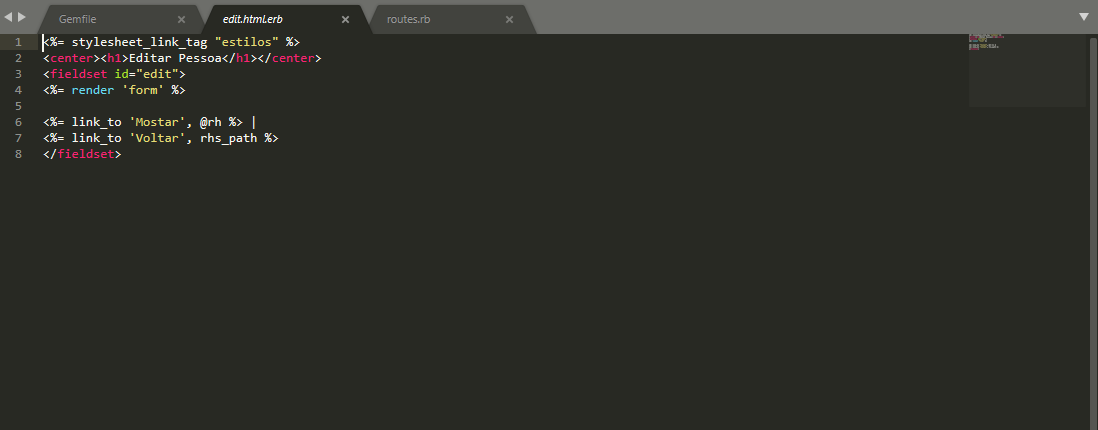 Gemfile × edit.html.erb × routes.rb ×
1 <%= stylesheet_link_tag "estilos" %>
2 <center><h1>Editar Pessoa</h1></center>
3 <fieldset id="edit">
4 <%= render 'form' %>
5
6 <%= link_to 'Mostar', @rh %> |
7 <%= link_to 'Voltar', rhs_path %>
8 </fieldset>